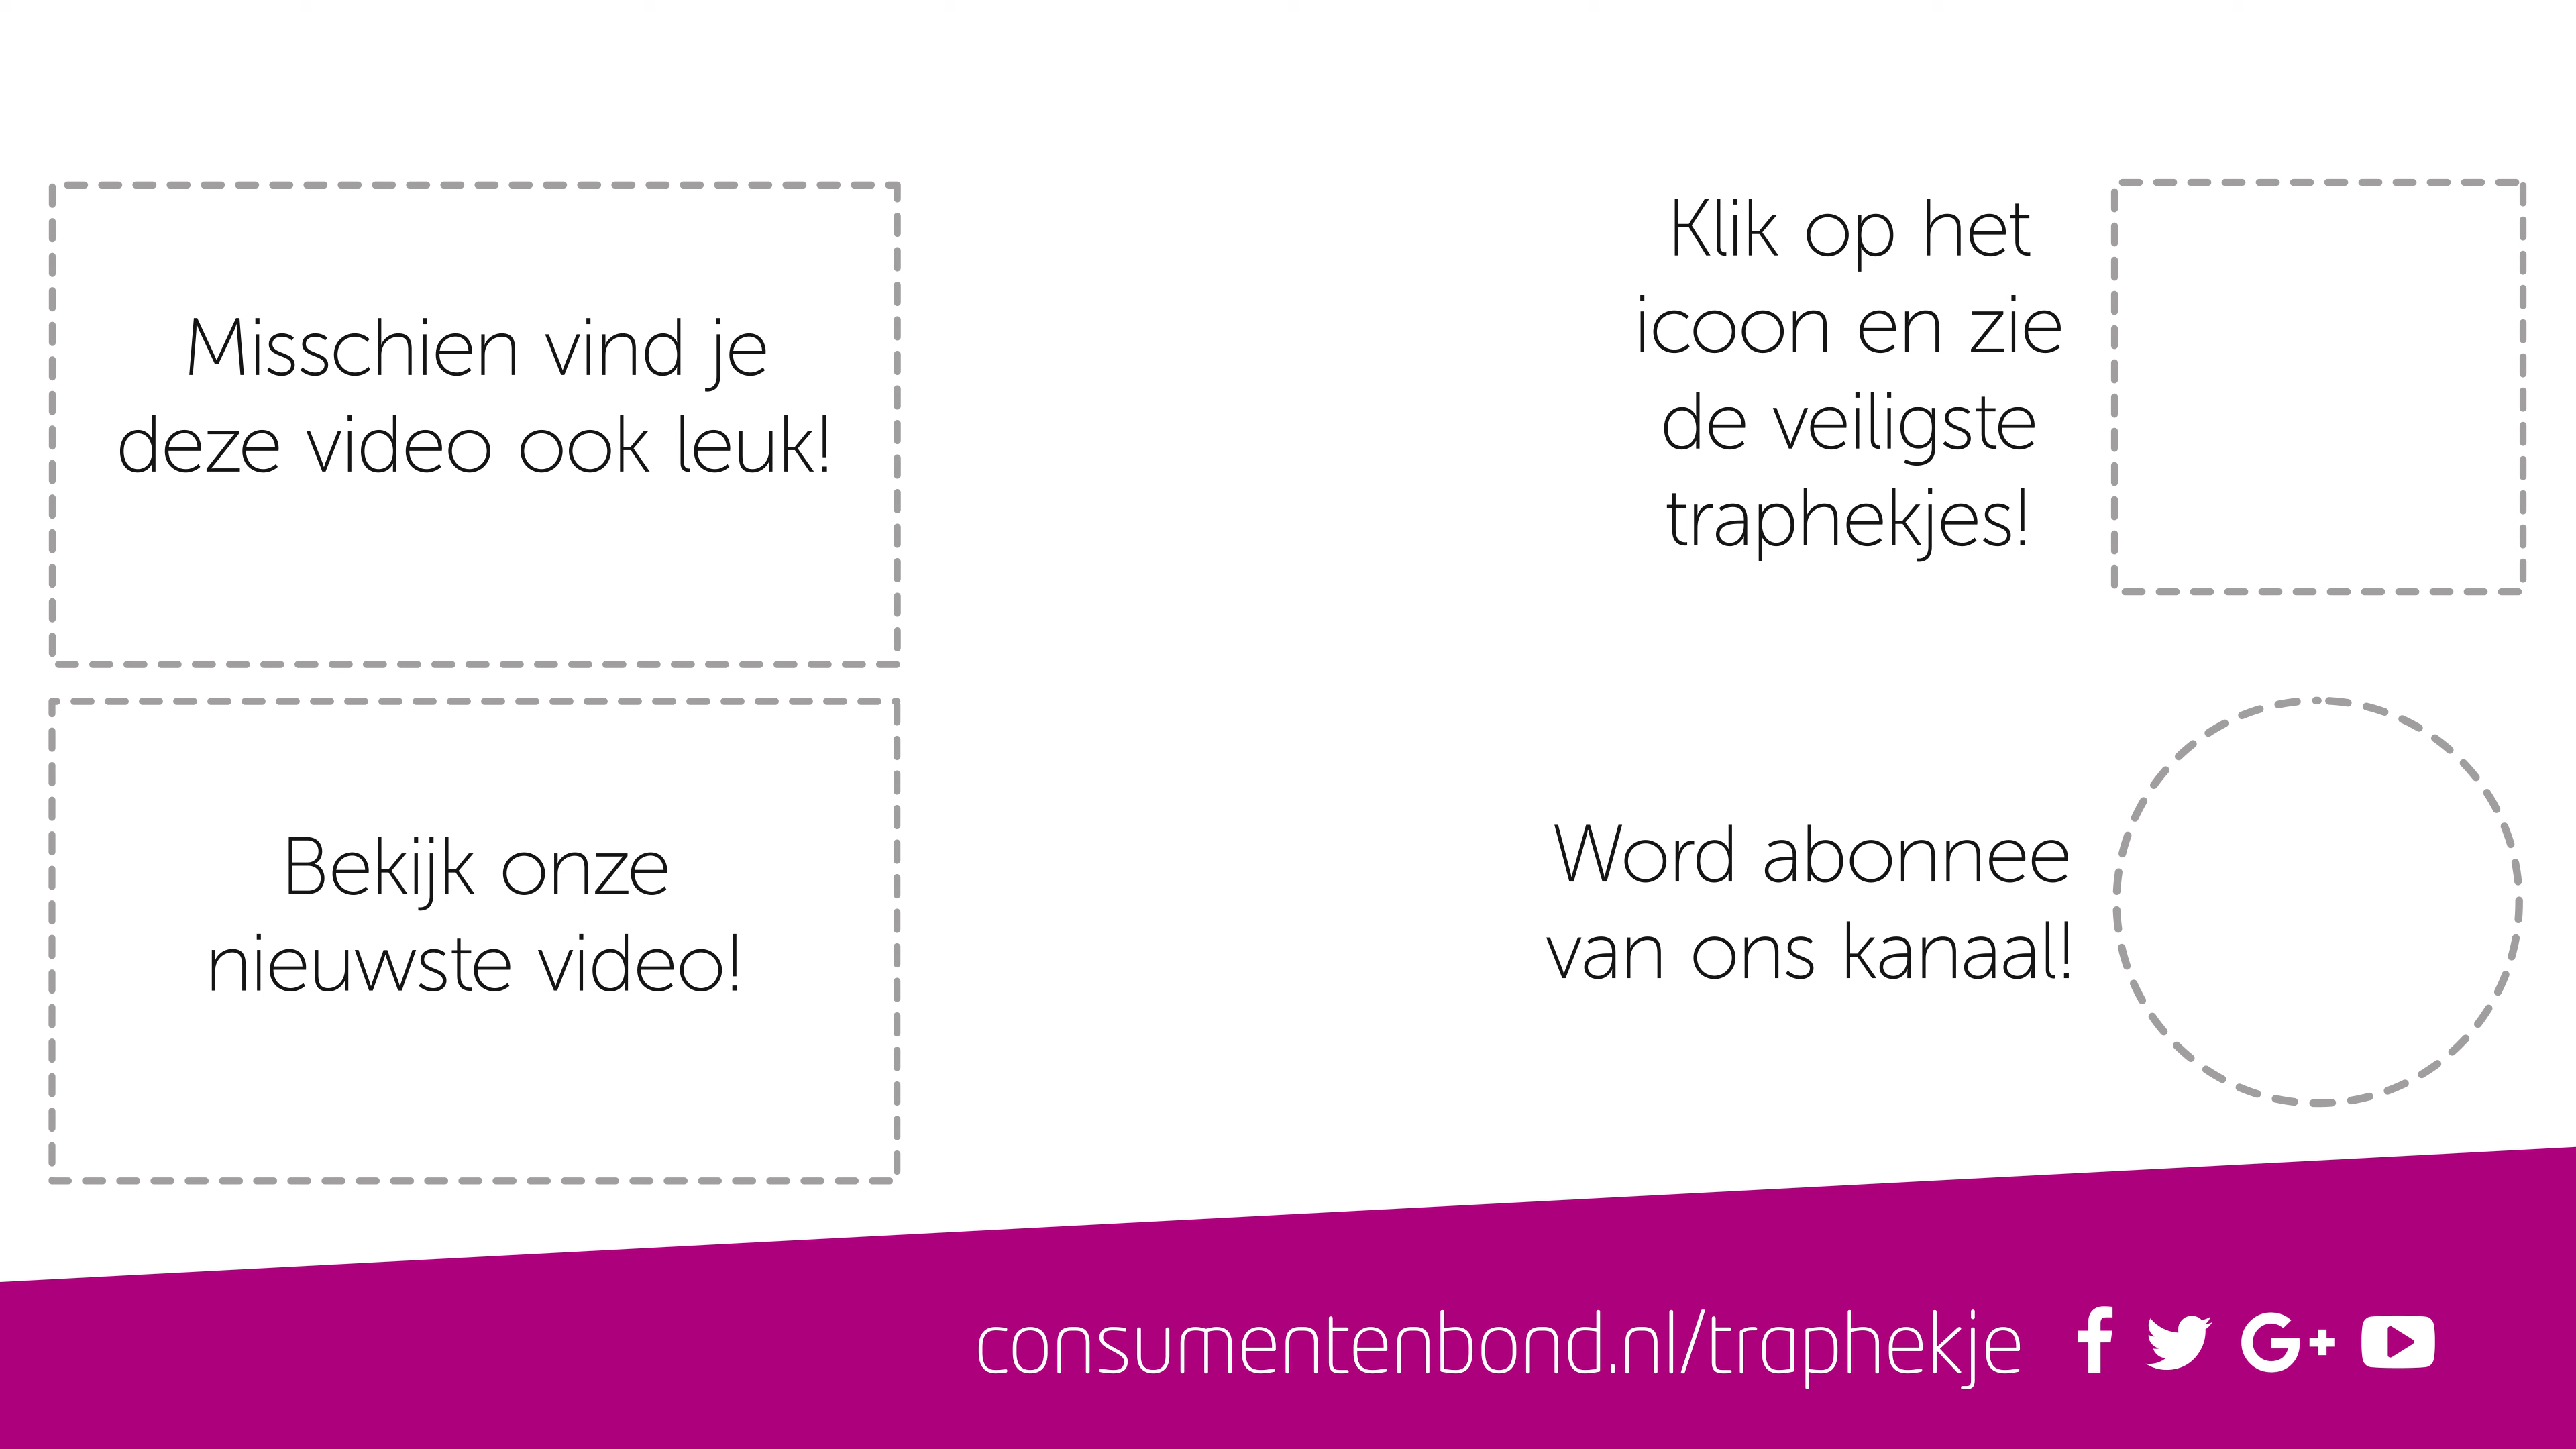 Misschien vind je
deze video ook leuk!
Klik op het
icoon en zie
de veiligste
traphekjes!
Bekijk onze
nieuwste video!
Word abonnee
van ons kanaal!
consumentenbond.nl/traphekje